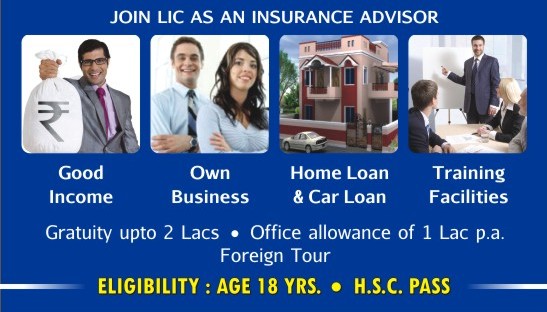 JOIN LIC AS AN INSURANCE ADVISOR
₹
Good
Income
Own
Business
Home Loan
& Car Loan
Training
Facilities
Gratuity upto 2 Lacs • Office allowance of 1 Lac p.a.
Foreign Tour
ELIGIBILITY : AGE 18 YRS. • H.S.C. PASS